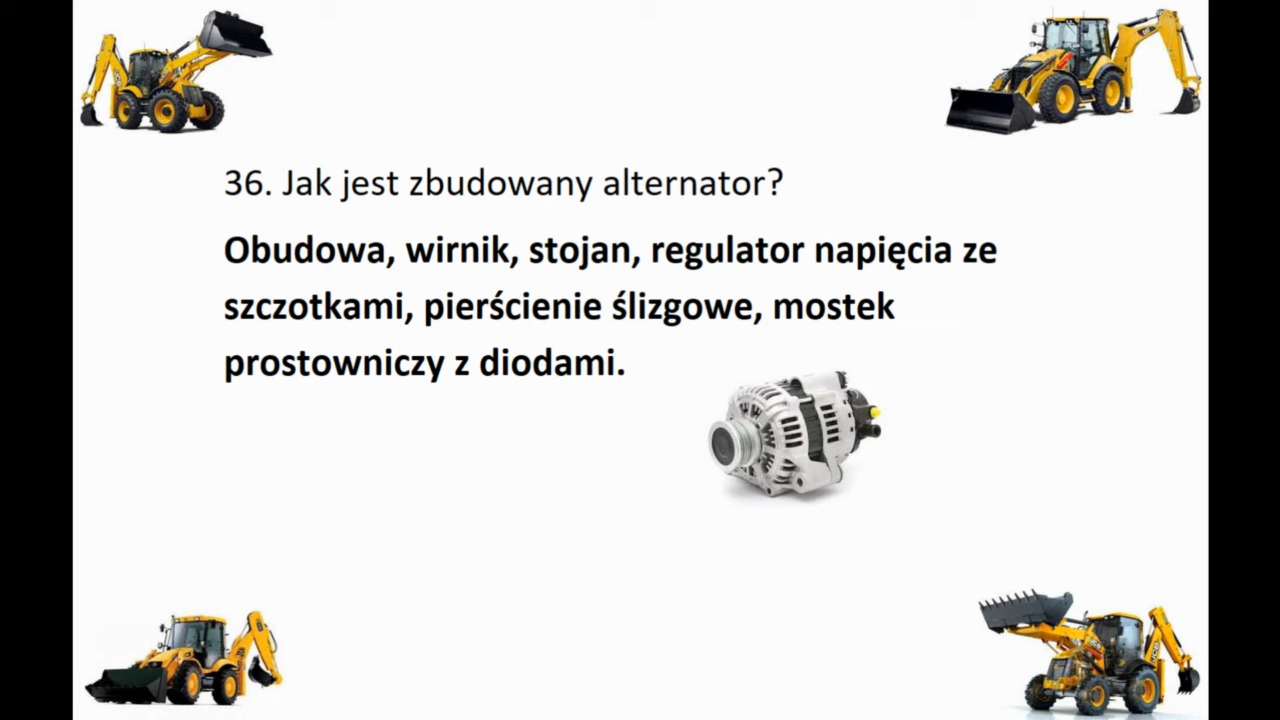 36. Jak jest zbudowany alternator?
Obudowa, wirnik, stojan, regulator napięcia ze
szczotkami, pierścienie ślizgowe, mostek
prostowniczy z diodami.